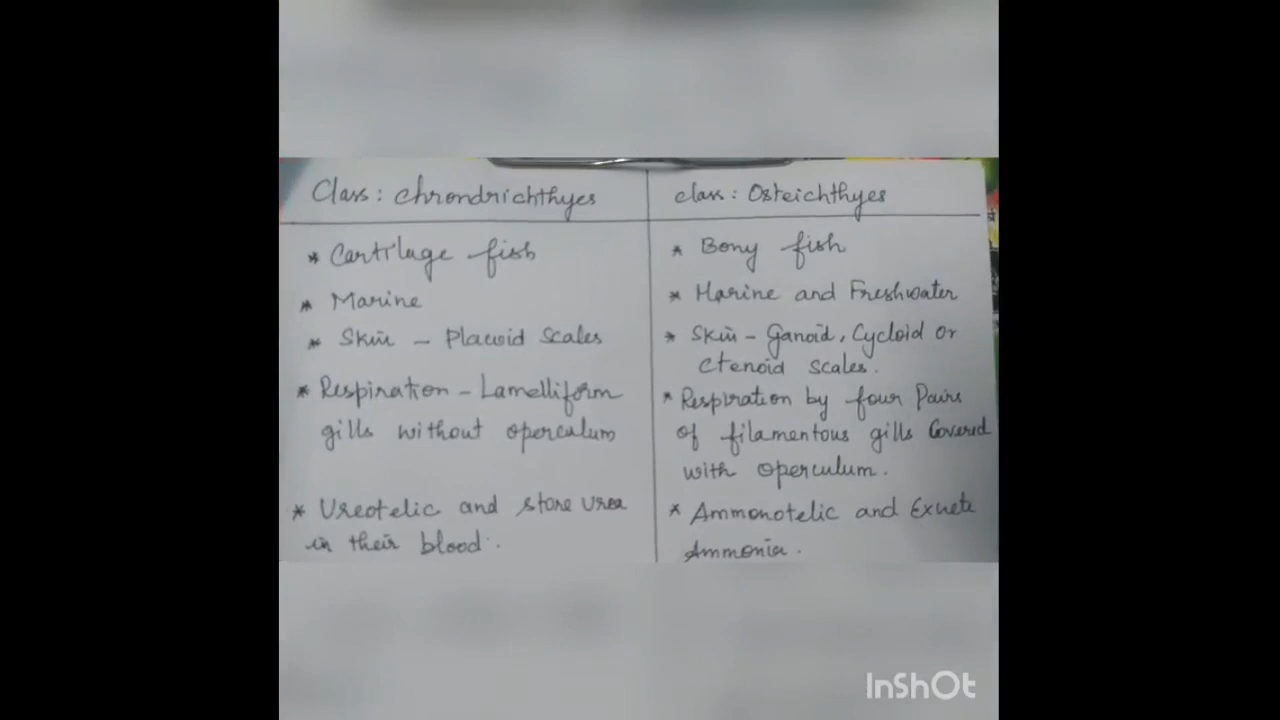 Class: Chrondrichthyes
* Cartilage fish
* Marine
* Skin - Placoid Scales
* Respiration - Lamelliform
gills without operculum
* Ureotelic and store urea
in their blood.
Class: Osteichthyes
* Bony fish
* Marine and Freshwater
* Skin - Ganoid, Cycloid or
Ctenoid scales.
* Respiration by four Pairs
of filamentous gills Covered
with operculum.
* Ammonotelic and Excrete
Ammonia.
InShOt